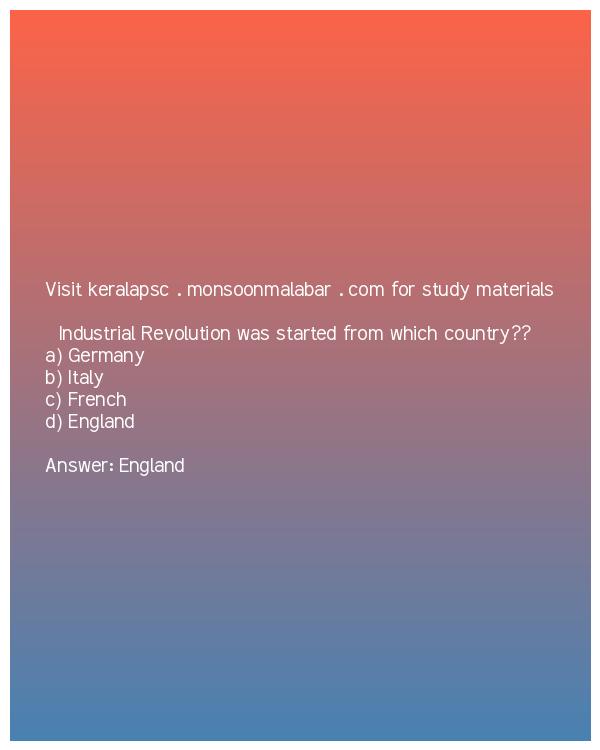 Visit keralapsc . monsoonmalabar . com for study materials
Industrial Revolution was started from which country??
a) Germany
b) Italy
c) French
d) England
Answer: England